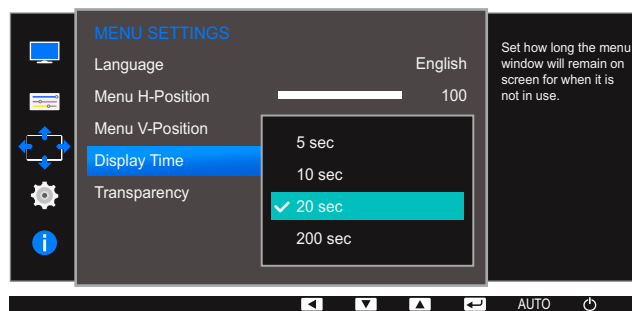 MENU SETTINGS
Language English
Menu H-Position 100
Menu V-Position
Display Time
Transparency
5 sec
10 sec
20 sec
200 sec
Set how long the menu
window will remain on
screen for when it is
not in use.
AUTO